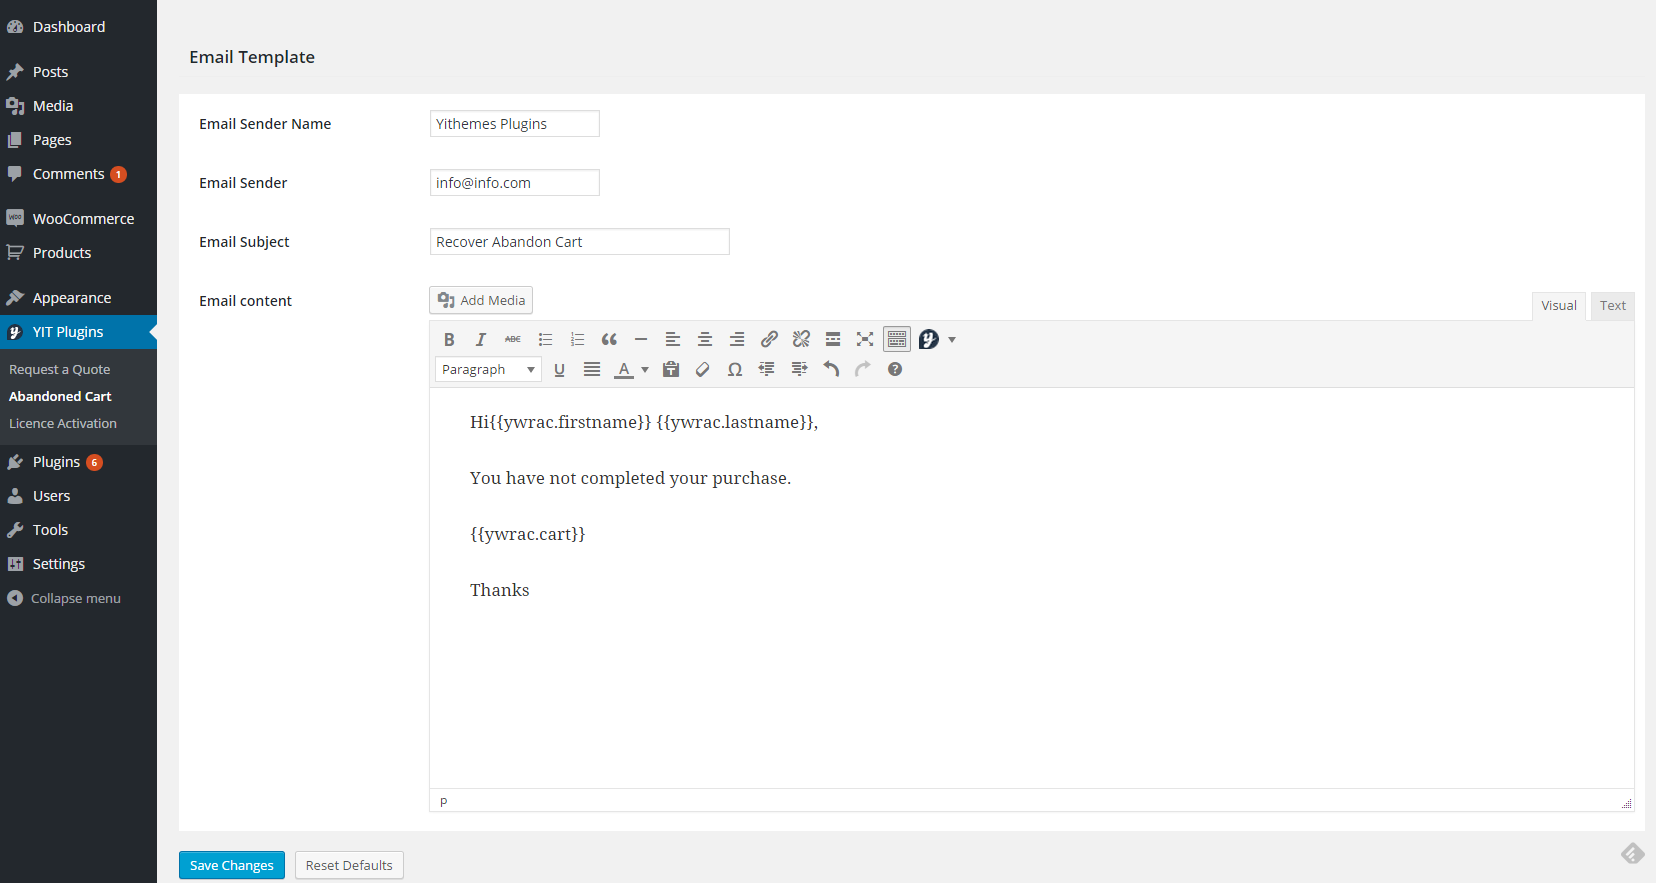 Dashboard
Posts
Media
Pages
Comments 1
WooCommerce
Products
Appearance
YIT Plugins
Request a Quote
Abandoned Cart
Licence Activation
Plugins 6
Users
Tools
Settings
Collapse menu
Email Template
Email Sender Name Yithemes Plugins
Email Sender info@info.com
Email Subject Recover Abandon Cart
Email content Add Media
Visual Text
B I ABC
Paragraph U A Ω
Hi{{ywrac.firstname}} {{ywrac.lastname}},
You have not completed your purchase.
{{ywrac.cart}}
Thanks
p
Save Changes Reset Defaults